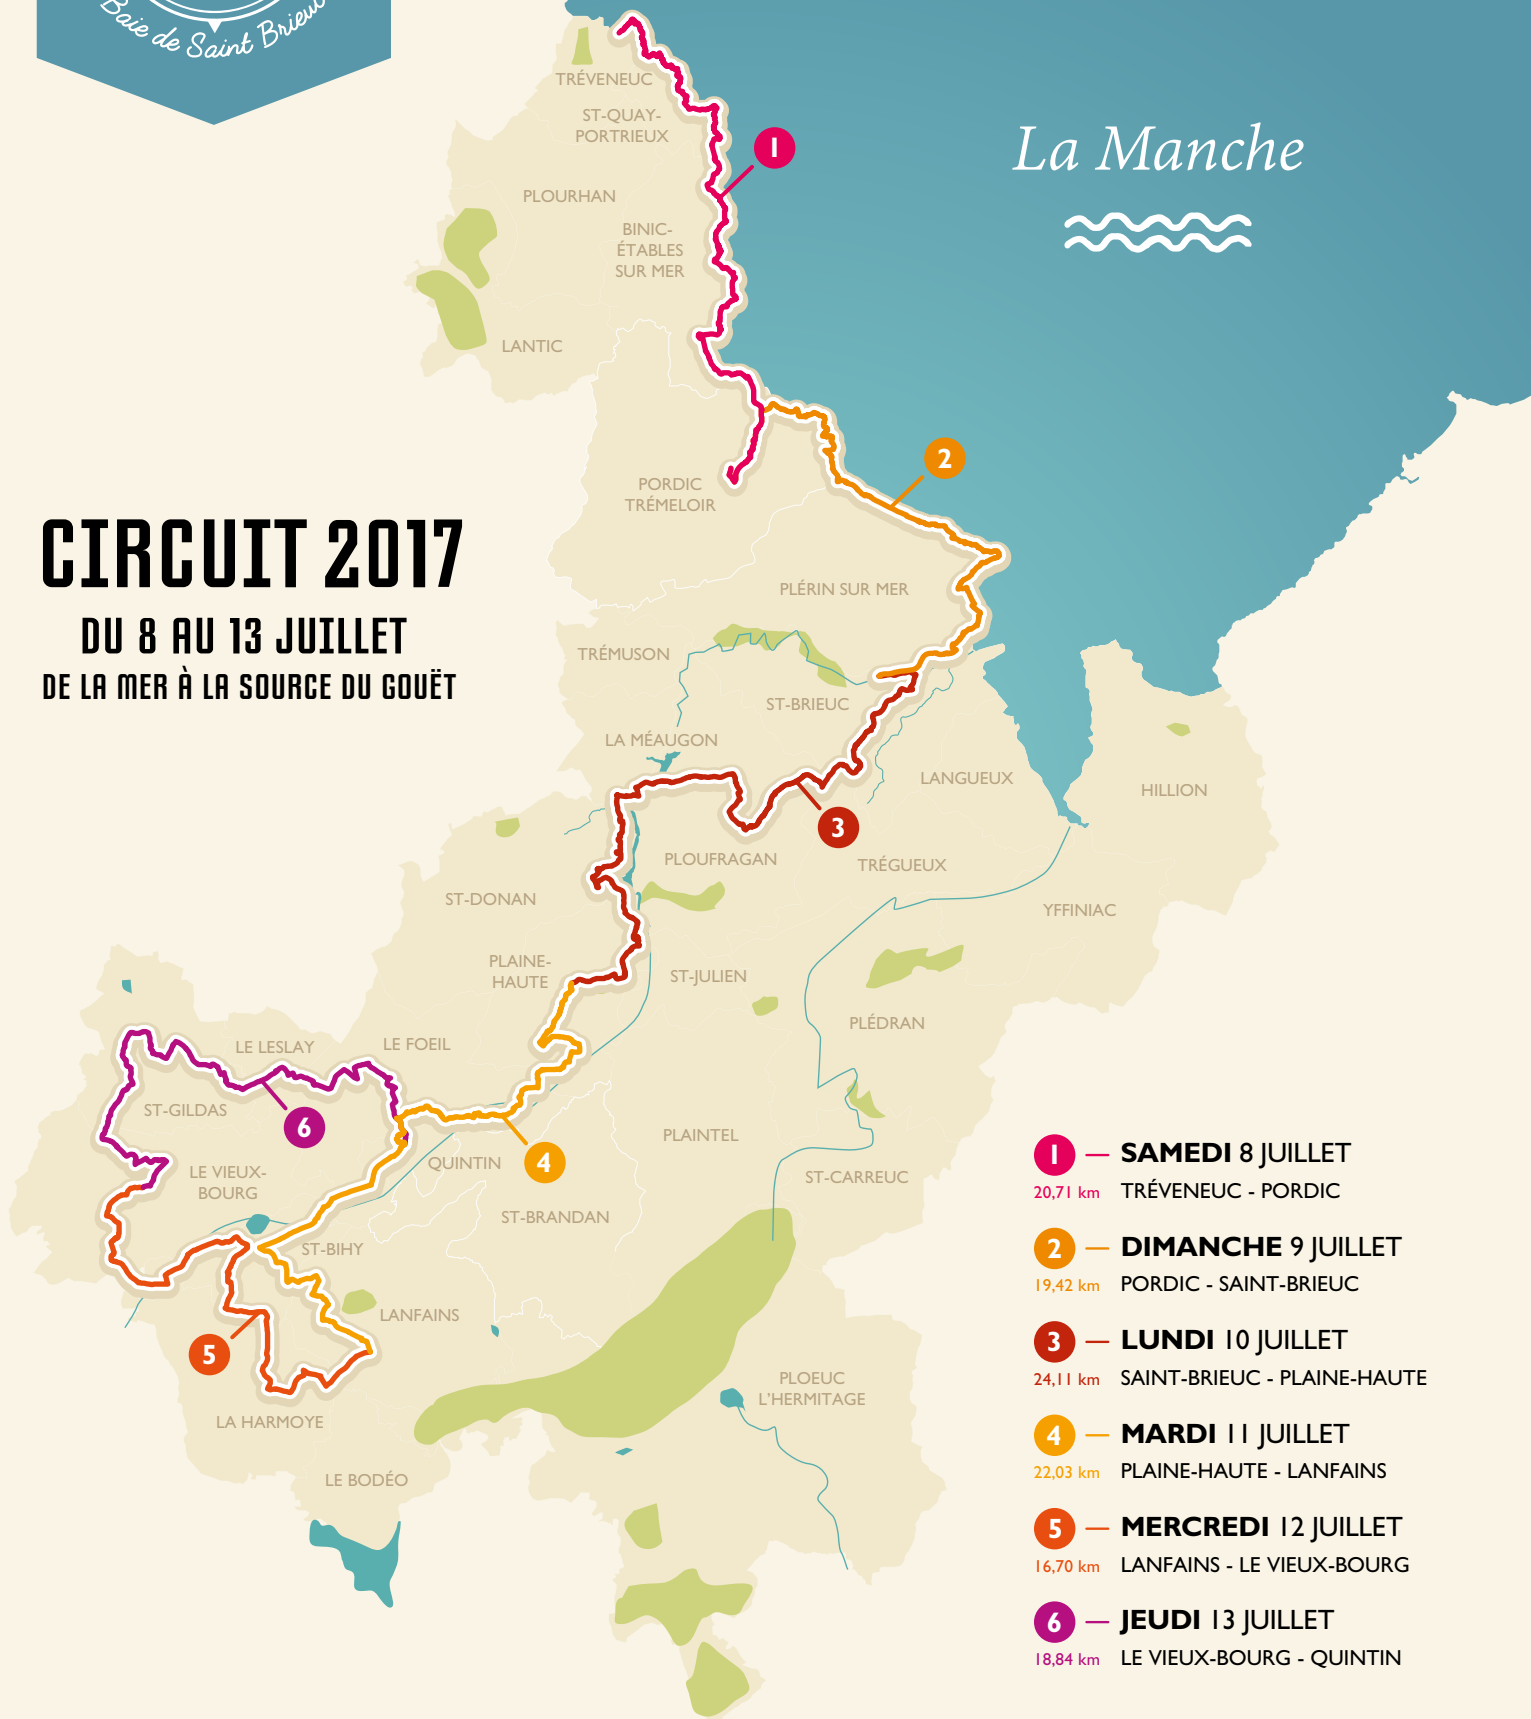 Baie de Saint Brieuc
La Manche
TRÉVENEUC
ST-QUAY-
PORTRIEUX
1
PLOURHAN
BINIC-
ÉTABLES
SUR MER
LANTIC
2
PORDIC
TRÉMELOIR
CIRCUIT 2017
DU 8 AU 13 JUILLET
DE LA MER À LA SOURCE DU GOUËT
PLÉRIN SUR MER
TRÉMUSON
ST-BRIEUC
LA MÉAUGON
LANGUEUX
HILLION
3
PLOUFRAGAN
TRÉGUEUX
ST-DONAN
YFFINIAC
PLAINE-
HAUTE
ST-JULIEN
PLÉDRAN
LE LESLAY
LE FOEIL
ST-GILDAS
6
PLAINTEL
QUINTIN
4
LE VIEUX-
BOURG
ST-CARREUC
ST-BRANDAN
ST-BIHY
LANFAINS
5
PLOEUC
L'HERMITAGE
LA HARMOYE
LE BODÉO
1 — SAMEDI 8 JUILLET
20,71 km TRÉVENEUC - PORDIC
2 — DIMANCHE 9 JUILLET
19,42 km PORDIC - SAINT-BRIEUC
3 — LUNDI 10 JUILLET
24,11 km SAINT-BRIEUC - PLAINE-HAUTE
4 — MARDI 11 JUILLET
22,03 km PLAINE-HAUTE - LANFAINS
5 — MERCREDI 12 JUILLET
16,70 km LANFAINS - LE VIEUX-BOURG
6 — JEUDI 13 JUILLET
18,84 km LE VIEUX-BOURG - QUINTIN